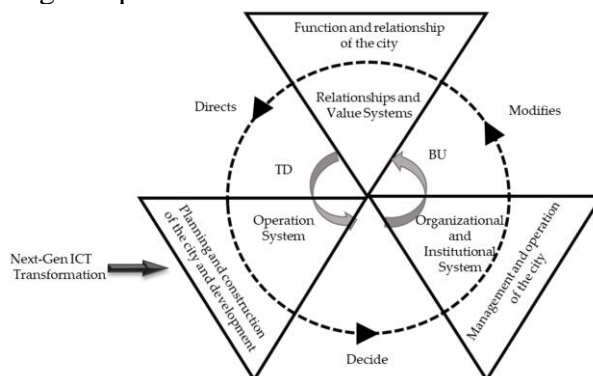 Function and relationship
of the city
Relationships and
Value Systems
Directs
Modifies
TD
BU
Operation
System
Organizational
and
Institutional
System
Planning and construction
of the city and development
Management and operation
of the city
Next-Gen ICT
Transformation
Decide